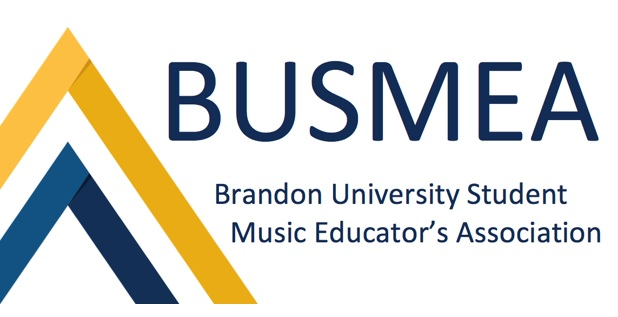 BUSMEA
Brandon University Student
Music Educator’s Association